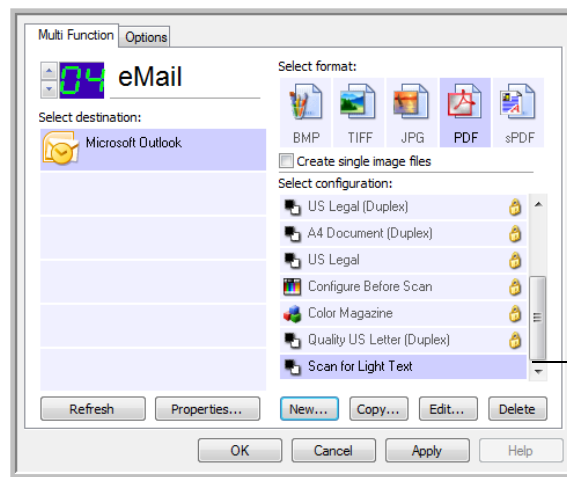 Multi Function Options
04 eMail
Select destination:
Microsoft Outlook
Refresh Properties...
Select format:
BMP TIFF JPG PDF sPDF
Create single image files
Select configuration:
US Legal (Duplex)
A4 Document (Duplex)
US Legal
Configure Before Scan
Color Magazine
Quality US Letter (Duplex)
Scan for Light Text
New... Copy... Edit... Delete
OK Cancel Apply Help